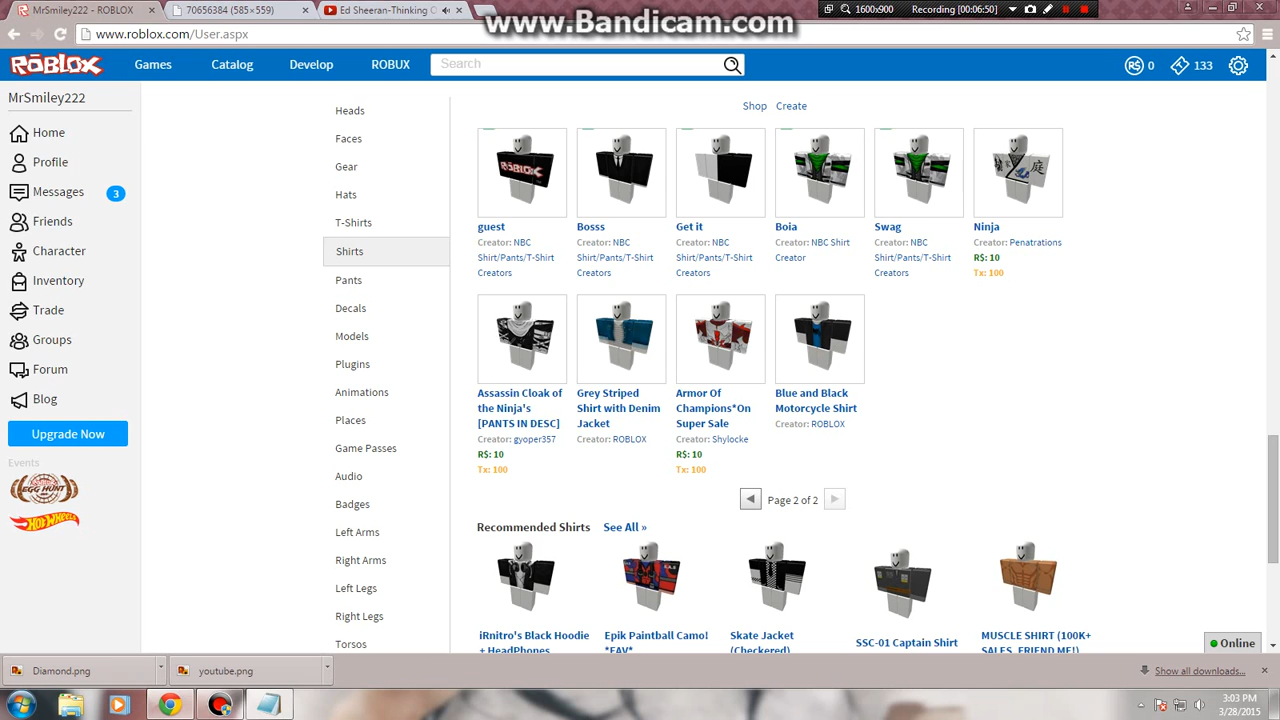 MrSmiley222 - ROBLOX
70656384 (585×559)
Ed Sheeran-Thinking O
www.Bandicam.com
1600x900
Recording [00:06:50]
www.roblox.com/User.aspx
ROBLOX
Games
Catalog
Develop
ROBUX
Search
R$ 0
133
MrSmiley222
Home
Profile
Messages 3
Friends
Character
Inventory
Trade
Groups
Forum
Blog
Upgrade Now
Events
EGG HUNT
HOT WHEELS
Heads
Faces
Gear
Hats
T-Shirts
Shirts
Pants
Decals
Models
Plugins
Animations
Places
Game Passes
Audio
Badges
Left Arms
Right Arms
Left Legs
Right Legs
Torsos
Shop Create
ROBLOX
guest
Creator: NBC
Shirt/Pants/T-Shirt
Creators
Bosss
Creator: NBC
Shirt/Pants/T-Shirt
Creators
Get it
Creator: NBC
Shirt/Pants/T-Shirt
Creators
Boia
Creator: NBC Shirt
Creator
Swag
Creator: NBC
Shirt/Pants/T-Shirt
Creators
Ninja
Creator: Penatrations
R$: 10
Tx: 100
Assassin Cloak of
the Ninja's
[PANTS IN DESC]
Creator: gyoper357
R$: 10
Tx: 100
Grey Striped
Shirt with Denim
Jacket
Creator: ROBLOX
Armor Of
Champions*On
Super Sale
Creator: Shylocke
R$: 10
Tx: 100
Blue and Black
Motorcycle Shirt
Creator: ROBLOX
Page 2 of 2
Recommended Shirts See All »
iRnitro's Black Hoodie
+ HeadPhones
Epik Paintball Camo!
*FAV*
Skate Jacket
(Checkered)
SSC-01 Captain Shirt
MUSCLE SHIRT (100K+
SALES, FRIEND ME!)
Online
Diamond.png
youtube.png
Show all downloads...
3:03 PM
3/28/2015